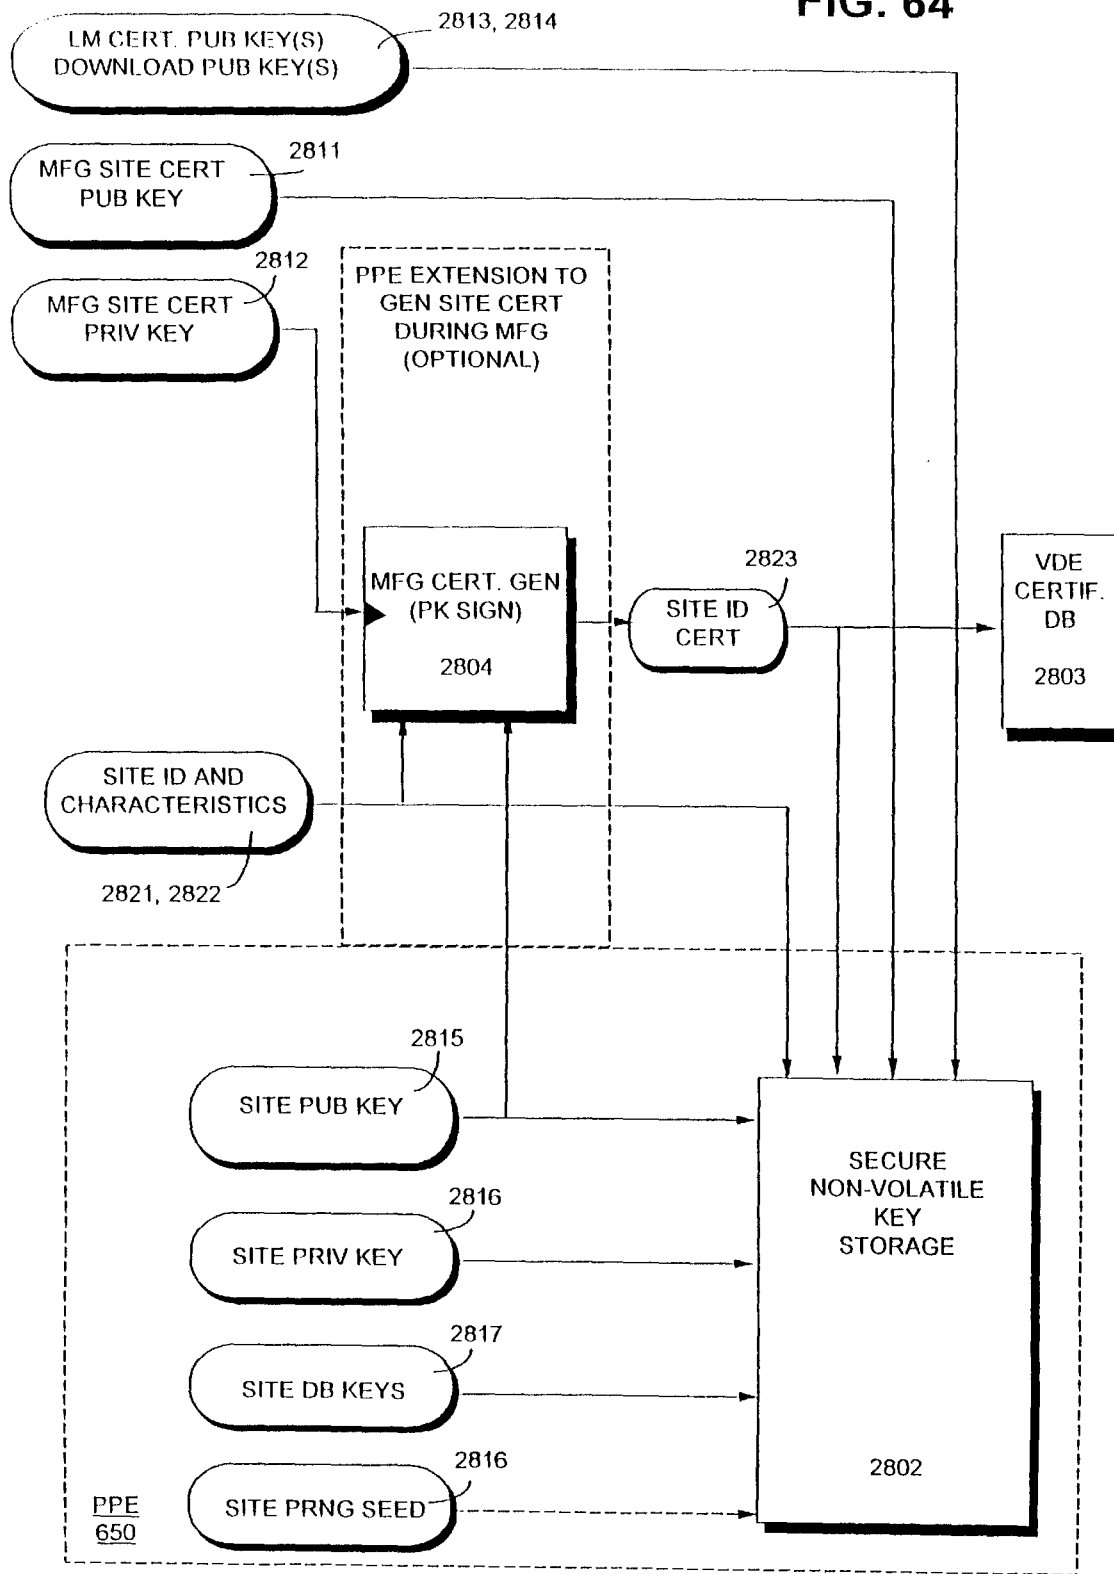 FIG. 64
2813, 2814
LM CERT. PUB KEY(S)
DOWNLOAD PUB KEY(S)
2811
MFG SITE CERT
PUB KEY
2812
MFG SITE CERT
PRIV KEY
PPE EXTENSION TO
GEN SITE CERT
DURING MFG
(OPTIONAL)
MFG CERT. GEN
(PK SIGN)
2804
2823
SITE ID
CERT
VDE
CERTIF.
DB
2803
SITE ID AND
CHARACTERISTICS
2821, 2822
2815
SITE PUB KEY
2816
SITE PRIV KEY
2817
SITE DB KEYS
2816
SITE PRNG SEED
SECURE
NON-VOLATILE
KEY
STORAGE
2802
PPE
650